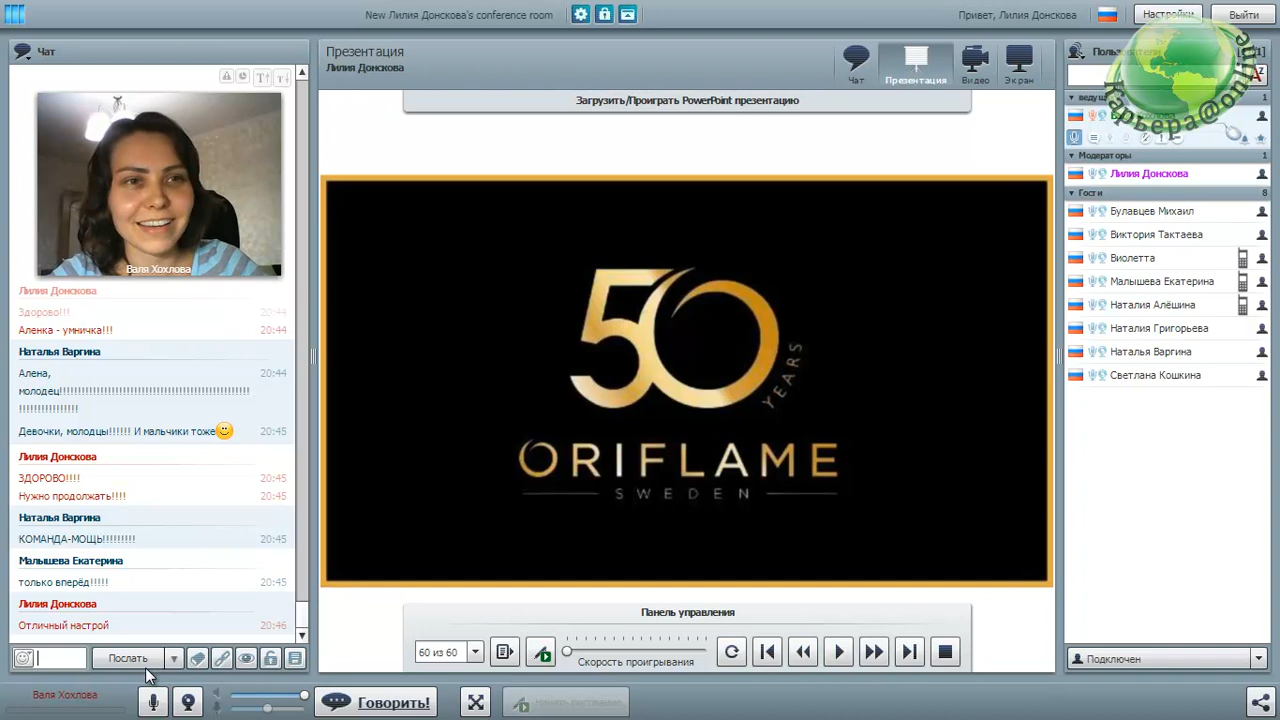 New Лилия Донскова's conference room
Привет, Лилия Донскова
Настройки
Выйти
Чат
Валя Хохлова
Лилия Донскова
Здорово!!! 20:44
Аленка - умничка!!! 20:44
Наталья Варгина
Алена, 20:44
молодец!!!!!!!!!!!!!!!!!!!!!!!!!!!!!!!!!!!!!!!!!!
!!!!!!!!!!!!!!!!
Девочки, молодцы!!!!!! И мальчики тоже 20:45
Лилия Донскова
ЗДОРОВО!!!! 20:45
Нужно продолжать!!!! 20:45
Наталья Варгина
КОМАНДА-МОЩЬ!!!!!!!!! 20:45
Малышева Екатерина
только вперёд!!!!! 20:45
Лилия Донскова
Отличный настрой 20:46
Послать
Валя Хохлова
Говорить!
Презентация
Лилия Донскова
Чат
Презентация
Видео
Экран
Загрузить/Проиграть PowerPoint презентацию
50
YEARS
ORIFLAME
SWEDEN
Панель управления
60 из 60
Скорость проигрывания
карьера@online
Модераторы 1
Лилия Донскова
Гости 8
Булавцев Михаил
Виктория Тактаева
Виолетта
Малышева Екатерина
Наталия Алёшина
Наталия Григорьева
Наталья Варгина
Светлана Кошкина
Подключен